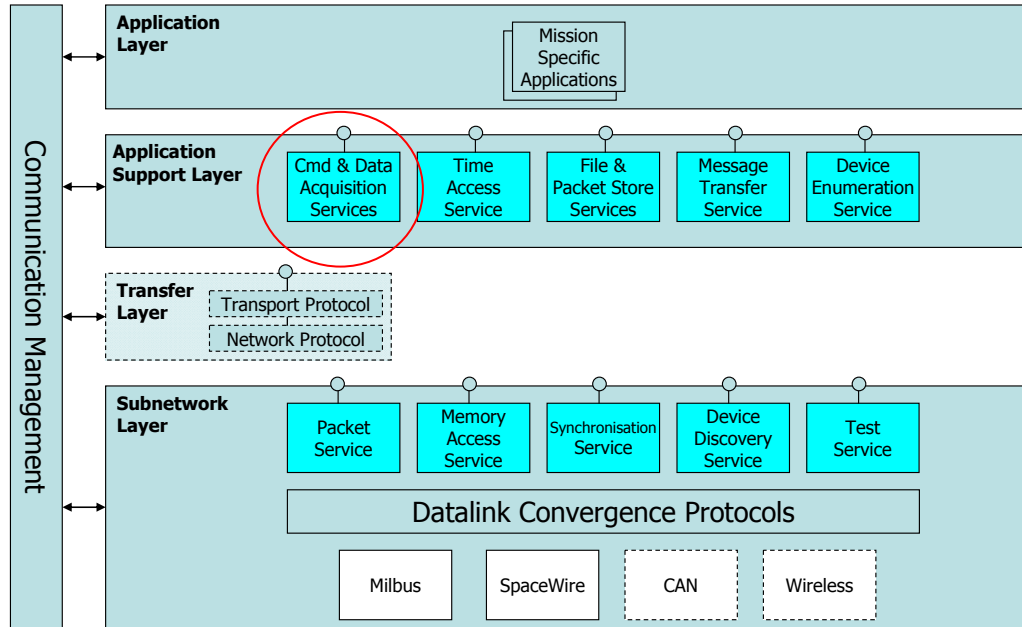 Communication Management
Application
Layer
Mission
Specific
Applications
Application
Support Layer
Cmd & Data
Acquisition
Services
Time
Access
Service
File &
Packet Store
Services
Message
Transfer
Service
Device
Enumeration
Service
Transfer
Layer
Transport Protocol
Network Protocol
Subnetwork
Layer
Packet
Service
Memory
Access
Service
Synchronisation
Service
Device
Discovery
Service
Test
Service
Datalink Convergence Protocols
Milbus
SpaceWire
CAN
Wireless